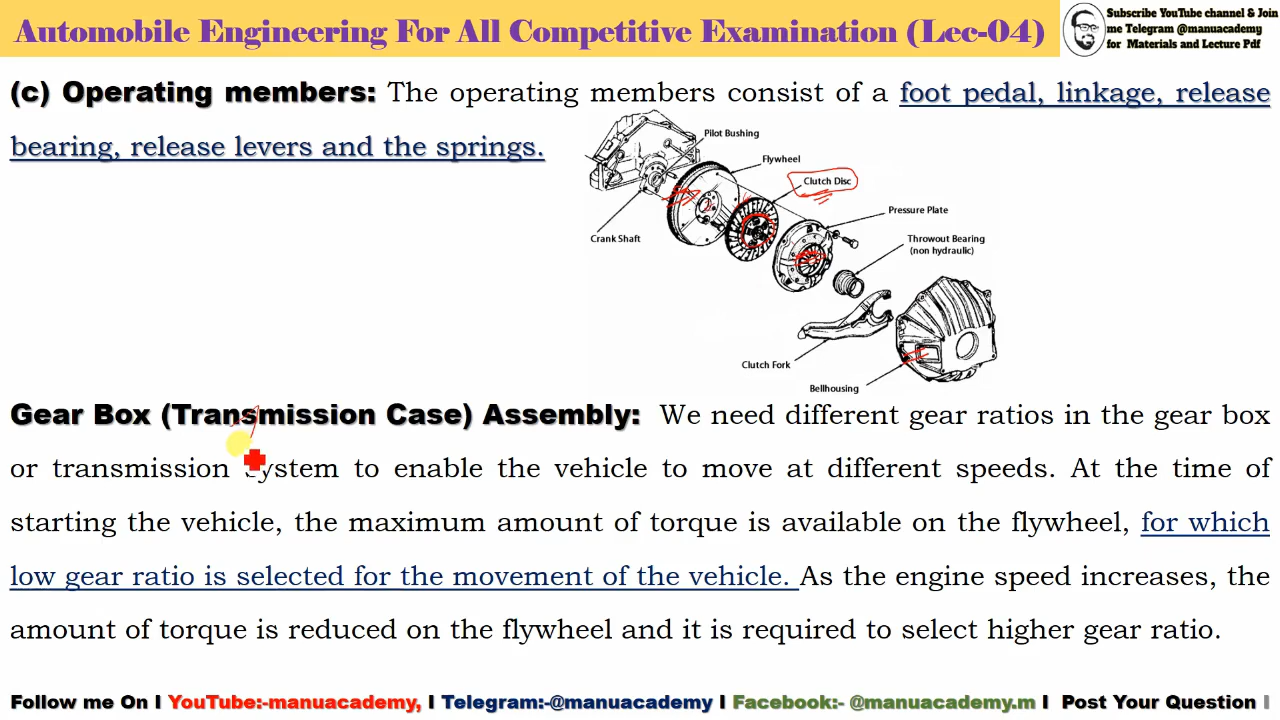 Automobile Engineering For All Competitive Examination (Lec-04)
Subscribe YouTube channel & Join
me Telegram @manuacademy
for Materials and Lecture Pdf
(c) Operating members: The operating members consist of a foot pedal, linkage, release
bearing, release levers and the springs.
Pilot Bushing
Flywheel
Clutch Disc
Pressure Plate
Throwout Bearing
(non hydraulic)
Crank Shaft
Clutch Fork
Bellhousing
Gear Box (Transmission Case) Assembly: We need different gear ratios in the gear box
or transmission system to enable the vehicle to move at different speeds. At the time of
starting the vehicle, the maximum amount of torque is available on the flywheel, for which
low gear ratio is selected for the movement of the vehicle. As the engine speed increases, the
amount of torque is reduced on the flywheel and it is required to select higher gear ratio.
Follow me On I YouTube:-manuacademy, I Telegram:-@manuacademy I Facebook:- @manuacademy.m I Post Your Question I